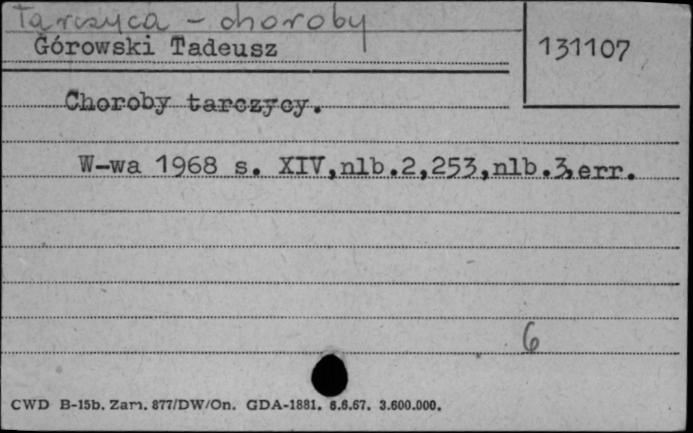 Tarczyca - choroby
Górowski Tadeusz
131107
Choroby tarczycy.
W-wa 1968 s. XIV,nlb.2,253,nlb.3,err.
6
CWD B-15b. Zam. 877/DW/On. GDA-1881. 6.6.67. 3.600.000.